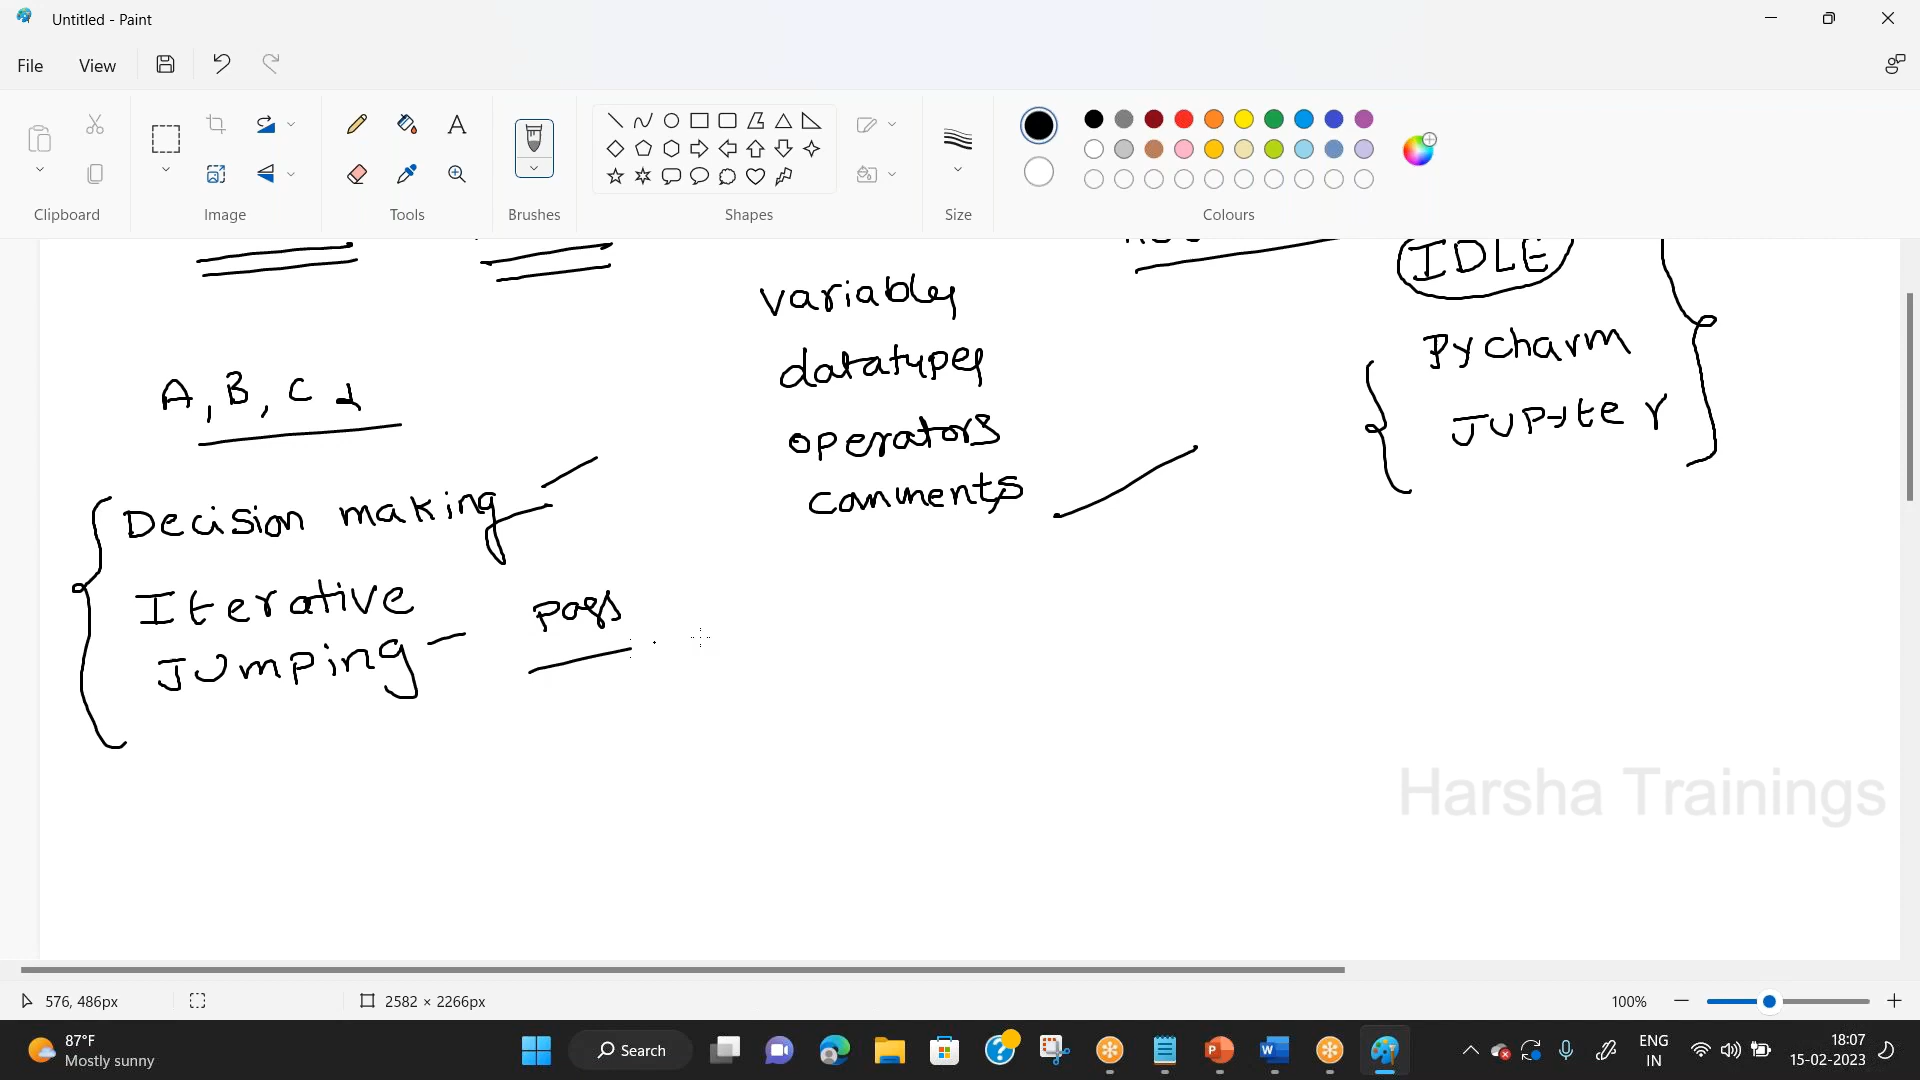 Untitled - Paint
File View
Clipboard Image Tools Brushes Shapes Size Colours
IDLE
variables
datatypes
operators
comments
Pycharm
Jupyter
A, B, C
Decision making
Iterative
Jumping - pass
Harsha Trainings
576, 486px 2582 × 2266px 100%
87°F
Mostly sunny
Search
ENG
IN
18:07
15-02-2023